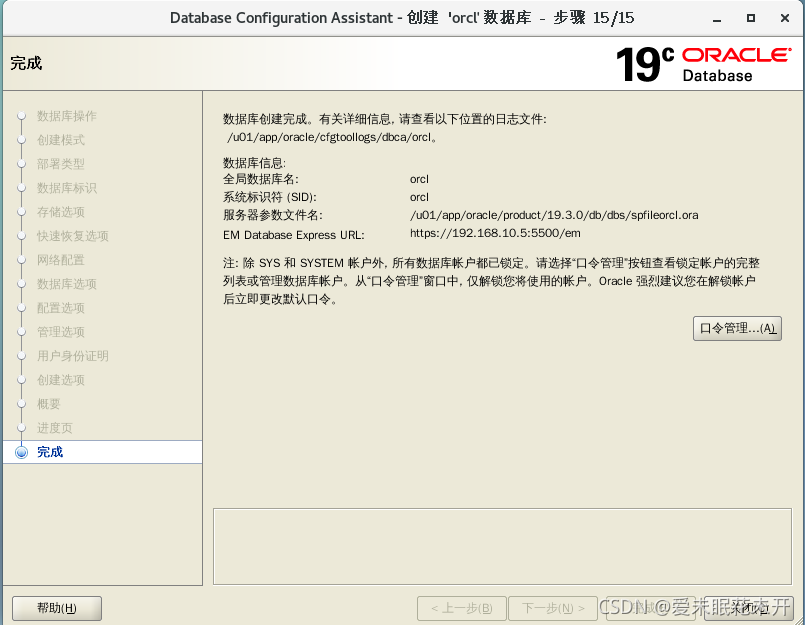 Database Configuration Assistant - 创建 'orcl' 数据库 - 步骤 15/15
完成
19c ORACLE
Database
数据库操作
创建模式
部署类型
数据库标识
存储选项
快速恢复选项
网络配置
数据库选项
配置选项
管理选项
用户身份证明
创建选项
概要
进度页
完成
数据库创建完成。有关详细信息, 请查看以下位置的日志文件:
/u01/app/oracle/cfgtoollogs/dbca/orcl。
数据库信息:
全局数据库名: orcl
系统标识符 (SID): orcl
服务器参数文件名: /u01/app/oracle/product/19.3.0/db/dbs/spfileorcl.ora
EM Database Express URL: https://192.168.10.5:5500/em
注: 除 SYS 和 SYSTEM 帐户外, 所有数据库帐户都已锁定。请选择“口令管理”按钮查看锁定帐户的完整
列表或管理数据库帐户。从“口令管理”窗口中, 仅解锁您将使用的帐户。Oracle 强烈建议您在解锁帐户
后立即更改默认口令。
口令管理...(A)
帮助(H)
< 上一步(B)
下一步(N) >
CSDN @爱未眠花未开